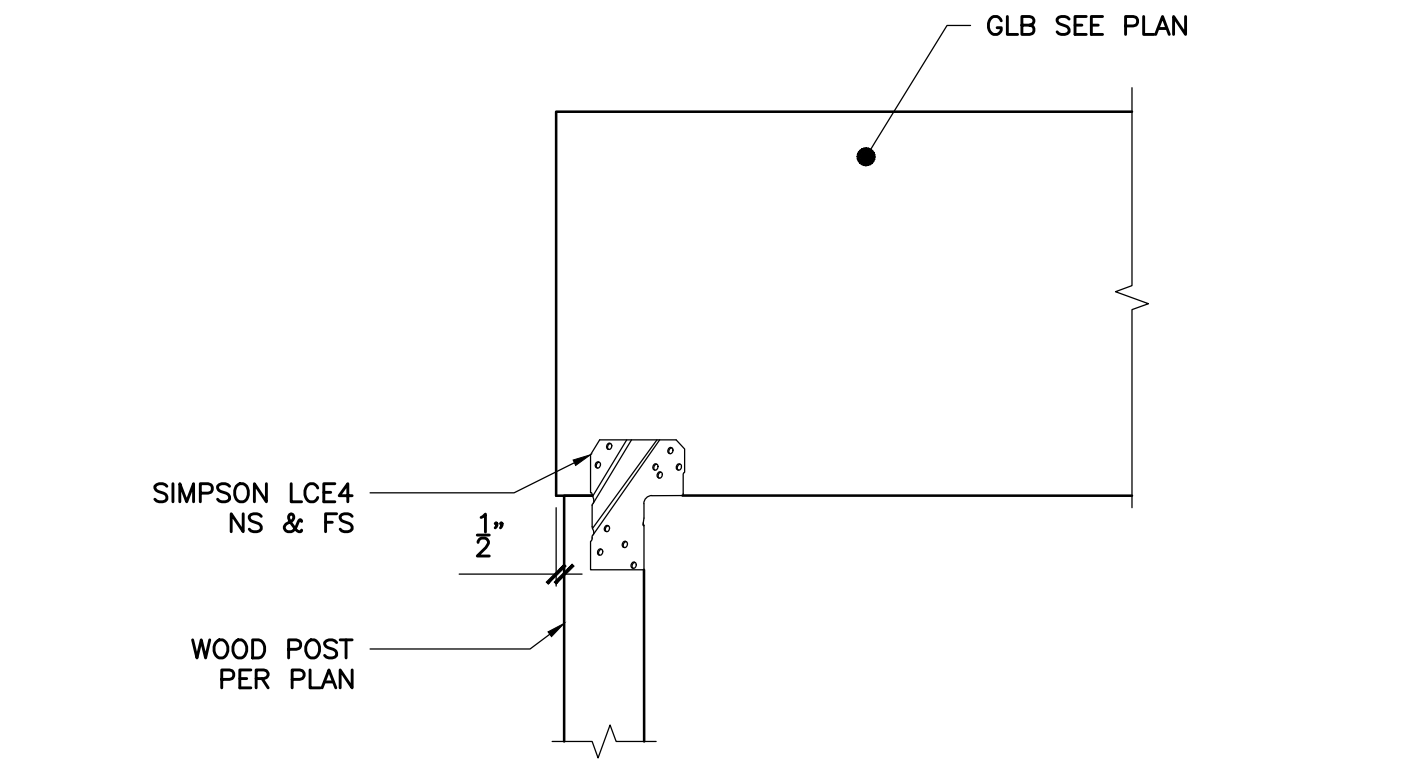 GLB SEE PLAN
SIMPSON LCE4
NS & FS
1/2"
WOOD POST
PER PLAN